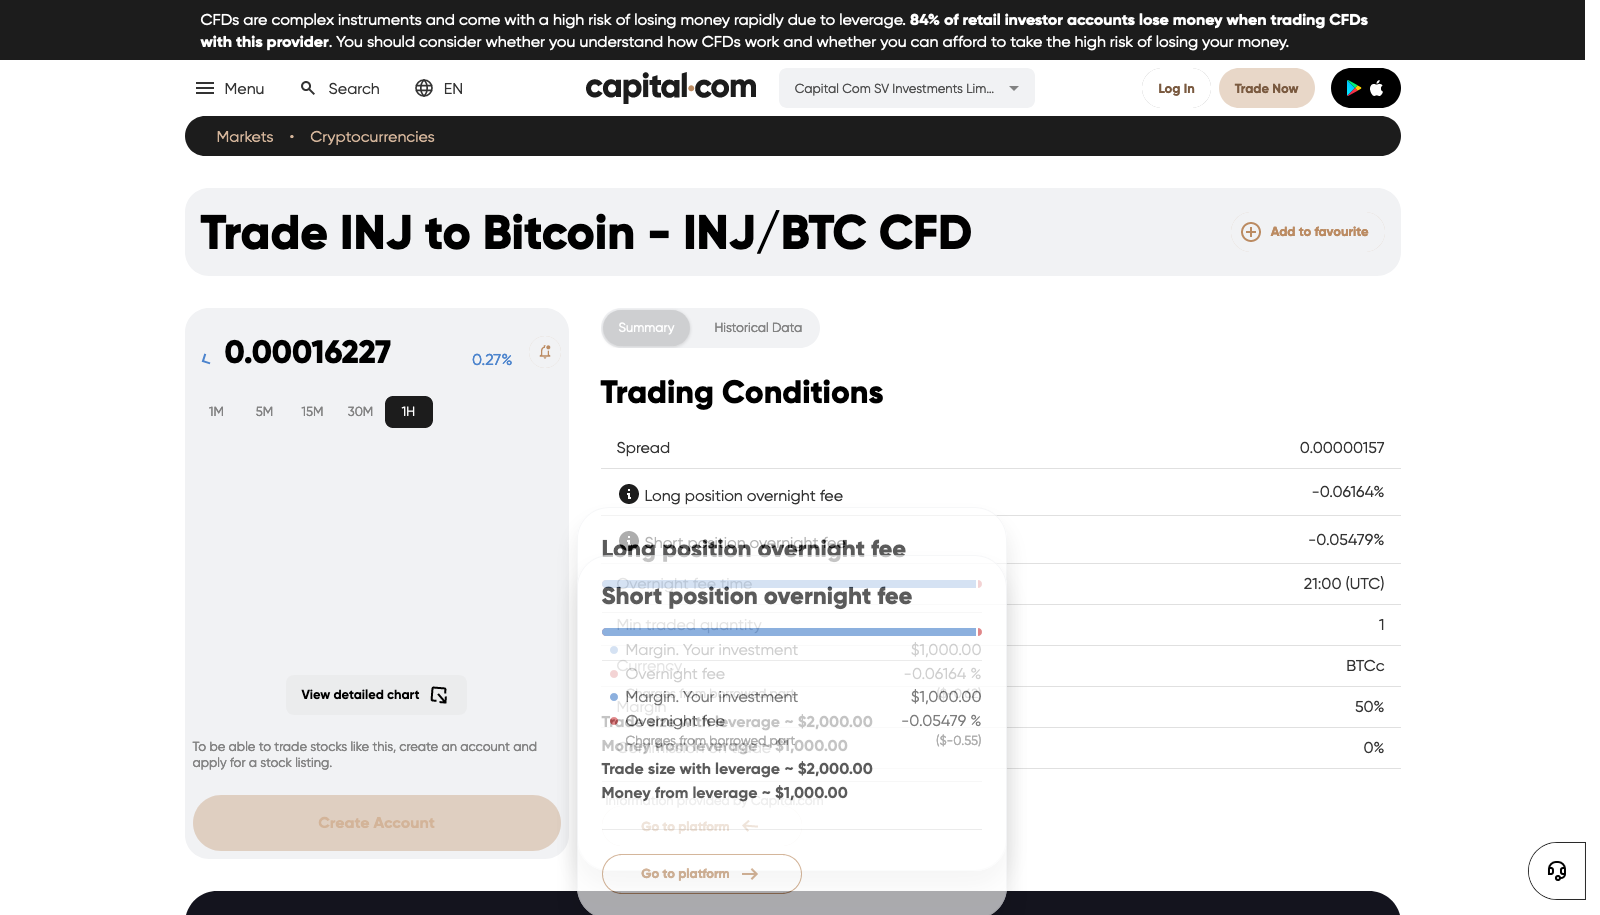 CFDs are complex instruments and come with a high risk of losing money rapidly due to leverage. 84% of retail investor accounts lose money when trading CFDs
with this provider. You should consider whether you understand how CFDs work and whether you can afford to take the high risk of losing your money.
Menu
Search
EN
capital.com
Capital Com SV Investments Lim...
Log In
Trade Now
Markets • Cryptocurrencies
Trade INJ to Bitcoin - INJ/BTC CFD
Add to favourite
0.00016227
0.27%
1M 5M 15M 30M 1H
View detailed chart
To be able to trade stocks like this, create an account and
apply for a stock listing.
Create Account
Summary
Historical Data
Trading Conditions
Spread 0.00000157
Long position overnight fee -0.06164%
Short position overnight fee -0.05479%
Overnight fee time 21:00 (UTC)
Min traded quantity 1
Currency BTCc
Margin 50%
0%
Information provided by Capital.com
Long position overnight fee
Margin. Your investment $1,000.00
Overnight fee -0.06164 %
Trade size with leverage ~ $2,000.00
Money from leverage ~ $1,000.00
Go to platform
Short position overnight fee
Margin. Your investment $1,000.00
Overnight fee -0.05479 %
Charges from borrowed part ($-0.55)
Trade size with leverage ~ $2,000.00
Money from leverage ~ $1,000.00
Go to platform